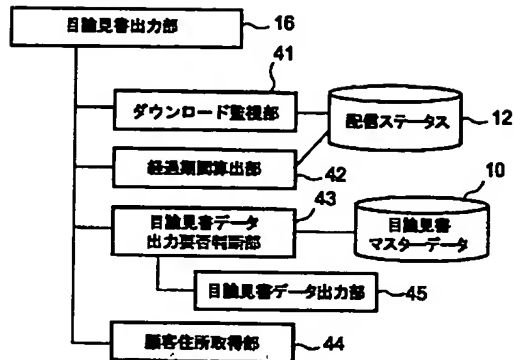 目論見書出力部
16
41
ダウンロード監視部
配信ステータス
12
経過期間算出部
42
43
10
目論見書データ
出力要否判断部
目論見書
マスターデータ
目論見書データ出力部
45
顧客住所取得部
44